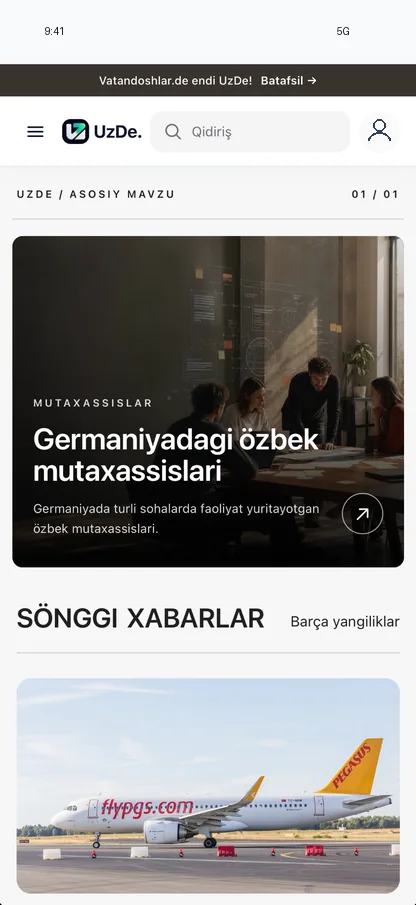 9:41
5G
Vatandoshlar.de endi UzDe! Batafsil →
UzDe.
Qidiriş
UZDE / ASOSIY MAVZU
01 / 01
MUTAXASSISLAR
Germaniyadagi özbek
mutaxassislari
Germaniyada turli sohalarda faoliyat yuritayotgan
özbek mutaxassislari.
SÖNGGI XABARLAR
Barça yangiliklar
PEGASUS
flypgs.com